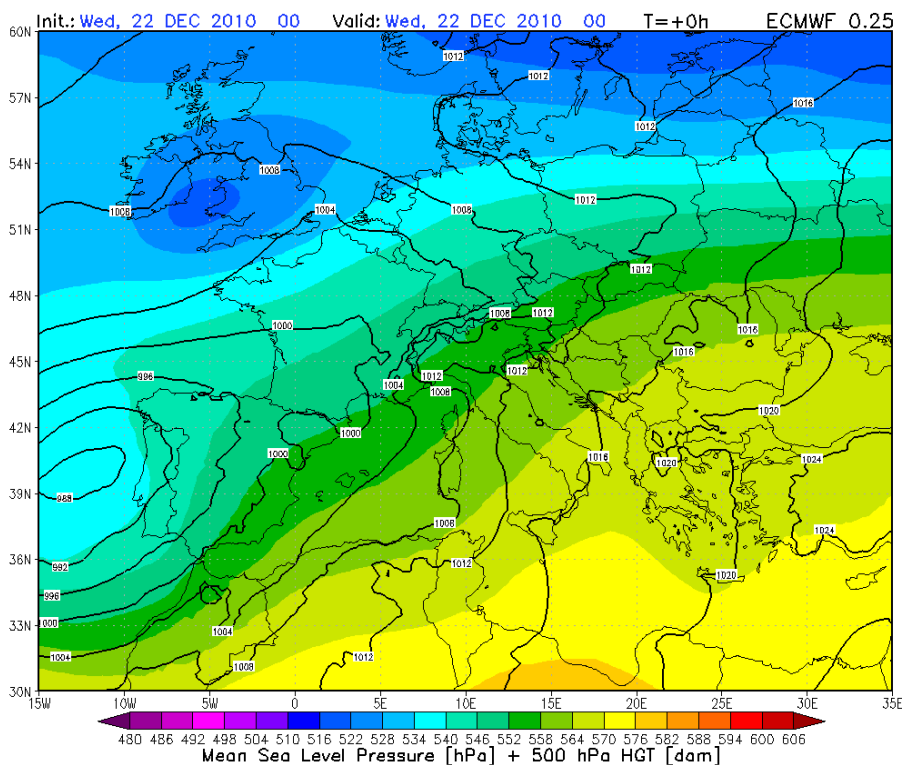 Init.: Wed, 22 DEC 2010 00 Valid: Wed, 22 DEC 2010 00 T=+0h ECMWF 0.25
60N
1012
1012
1016
57N
1012
54N
1008
1008
1004
1008
1012
51N
1012
48N
1000
1008
1012
1016
1016
45N
996
1004
1012
1008
1012
1020
42N
1000
1000
1016
1020
1024
39N
988
1008
1024
36N
992
1012
1020
996
33N
1000
1004
1004
1008
1012
30N
15W 10W 5W 0 5E 10E 15E 20E 25E 30E 35E
480 486 492 498 504 510 516 522 528 534 540 546 552 558 564 570 576 582 588 594 600 606
Mean Sea Level Pressure [hPa] + 500 hPa HGT [dam]